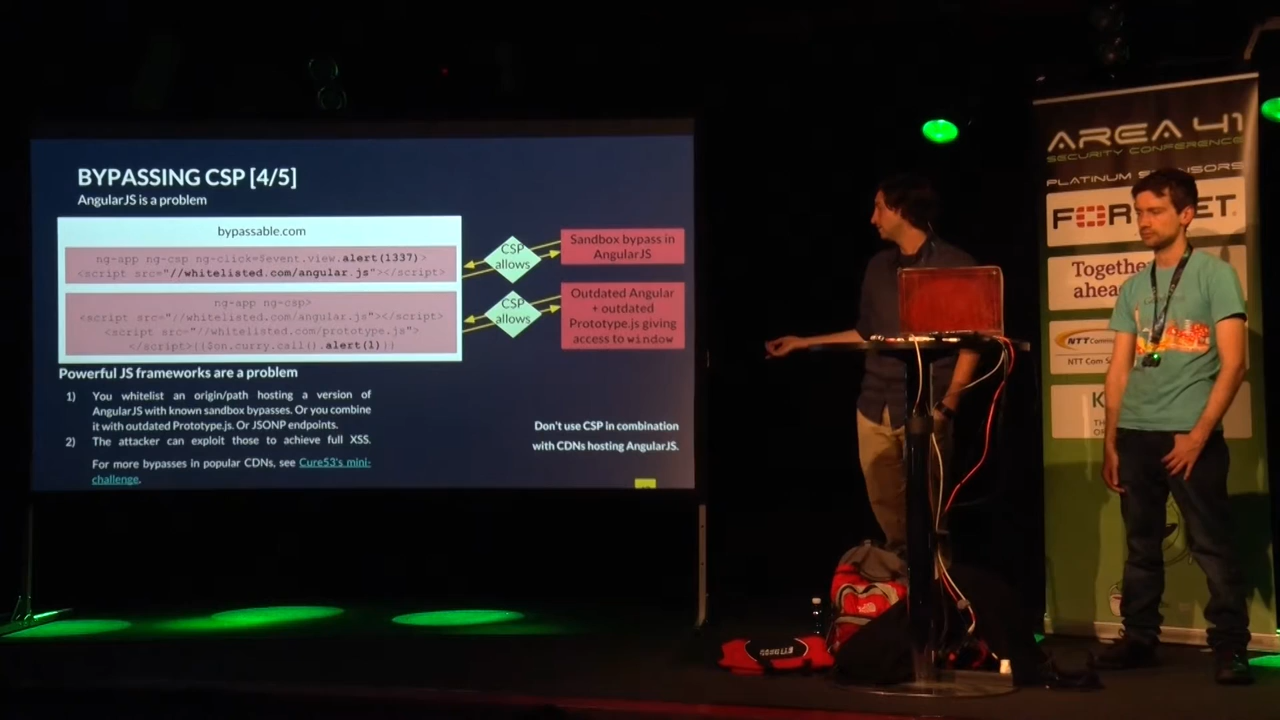 BYPASSING CSP [4/5]
AngularJS is a problem
bypassable.com
ng-app ng-csp ng-click=$event.view.alert(1337)>
<script src="//whitelisted.com/angular.js"></script>
CSP
allows
Sandbox bypass in
AngularJS
ng-app ng-csp>
<script src="//whitelisted.com/angular.js"></script>
<script src="//whitelisted.com/prototype.js">
</script>{{$on.curry.call().alert(1)}}
CSP
allows
Outdated Angular
+ outdated
Prototype.js giving
access to window
Powerful JS frameworks are a problem
1) You whitelist an origin/path hosting a version of
AngularJS with known sandbox bypasses. Or you combine
it with outdated Prototype.js. Or JSONP endpoints.
2) The attacker can exploit those to achieve full XSS.
For more bypasses in popular CDNs, see Cure53's mini-
challenge.
Don't use CSP in combination
with CDNs hosting AngularJS.
AREA 41
SECURITY CONFERENCE
PLATINUM
Together
ahea
NTT Com